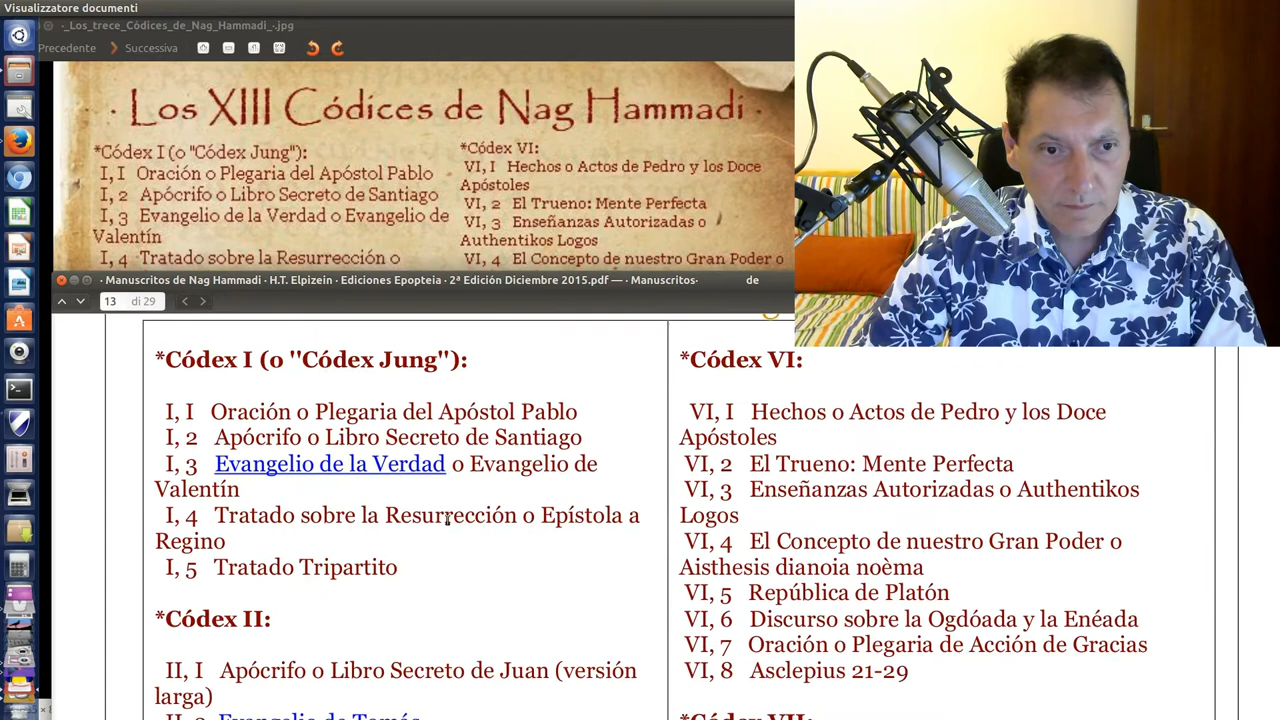 Visualizzatore documenti
·_Los_trece_Códices_de_Nag_Hammadi_·.jpg
Precedente
Successiva
· Los XIII Códices de Nag Hammadi ·
*Códex I (o "Códex Jung"):
I, I Oración o Plegaria del Apóstol Pablo
I, 2 Apócrifo o Libro Secreto de Santiago
I, 3 Evangelio de la Verdad o Evangelio de
Valentín
I, 4 Tratado sobre la Resurrección o
*Códex VI:
VI, I Hechos o Actos de Pedro y los Doce
Apóstoles
VI, 2 El Trueno: Mente Perfecta
VI, 3 Enseñanzas Autorizadas o
Authentikos Logos
VI, 4 El Concepto de nuestro Gran Poder o
· Manuscritos de Nag Hammadi · H.T. Elpizein · Ediciones Epopteia · 2ª Edición Diciembre 2015.pdf — · Manuscritos· de
13 di 29
*Códex I (o "Códex Jung"):
I, I Oración o Plegaria del Apóstol Pablo
I, 2 Apócrifo o Libro Secreto de Santiago
I, 3 Evangelio de la Verdad o Evangelio de
Valentín
I, 4 Tratado sobre la Resurrección o Epístola a
Regino
I, 5 Tratado Tripartito
*Códex II:
II, I Apócrifo o Libro Secreto de Juan (versión
larga)
II, 2 Evangelio de Tomás
*Códex VI:
VI, I Hechos o Actos de Pedro y los Doce
Apóstoles
VI, 2 El Trueno: Mente Perfecta
VI, 3 Enseñanzas Autorizadas o Authentikos
Logos
VI, 4 El Concepto de nuestro Gran Poder o
Aisthesis dianoia noèma
VI, 5 República de Platón
VI, 6 Discurso sobre la Ogdóada y la Enéada
VI, 7 Oración o Plegaria de Acción de Gracias
VI, 8 Asclepius 21-29
*Códex VII: